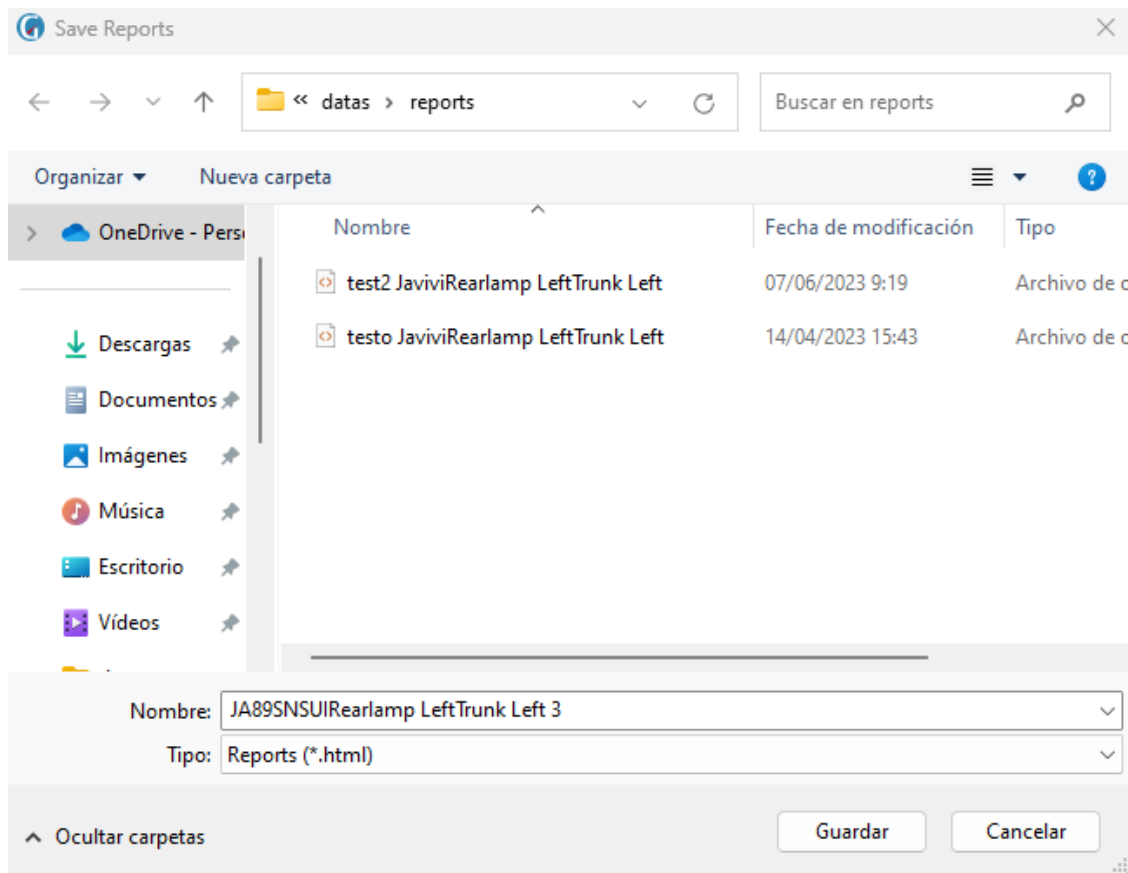 Save Reports
« datas > reports
Buscar en reports
Organizar
Nueva carpeta
OneDrive - Pers
Nombre
Fecha de modificación
Tipo
test2 JaviviRearlamp LeftTrunk Left
07/06/2023 9:19
Archivo de
testo JaviviRearlamp LeftTrunk Left
14/04/2023 15:43
Archivo de
Descargas
Documentos
Imágenes
Música
Escritorio
Vídeos
Nombre: JA89SNSUIRearlamp LeftTrunk Left 3
Tipo: Reports (*.html)
Ocultar carpetas
Guardar
Cancelar